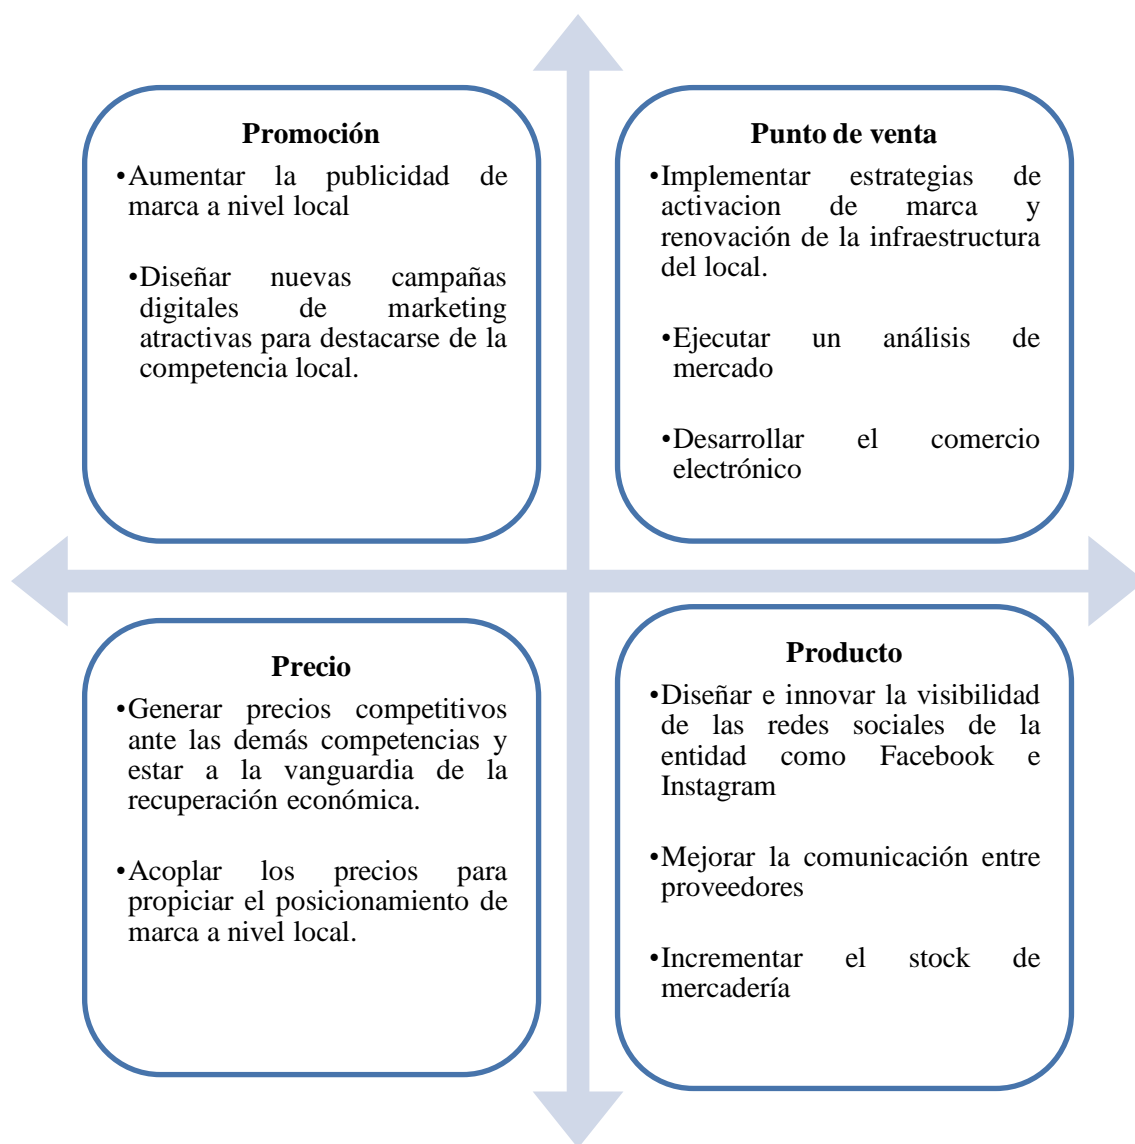 Promoción
•Aumentar la publicidad de
marca a nivel local
•Diseñar nuevas campañas
digitales de marketing
atractivas para destacarse de la
competencia local.
Punto de venta
•Implementar estrategias de
activacion de marca y
renovación de la infraestructura
del local.
•Ejecutar un análisis de
mercado
•Desarrollar el comercio
electrónico
Precio
•Generar precios competitivos
ante las demás competencias y
estar a la vanguardia de la
recuperación económica.
•Acoplar los precios para
propiciar el posicionamiento de
marca a nivel local.
Producto
•Diseñar e innovar la visibilidad
de las redes sociales de la
entidad como Facebook e
Instagram
•Mejorar la comunicación entre
proveedores
•Incrementar el stock de
mercadería